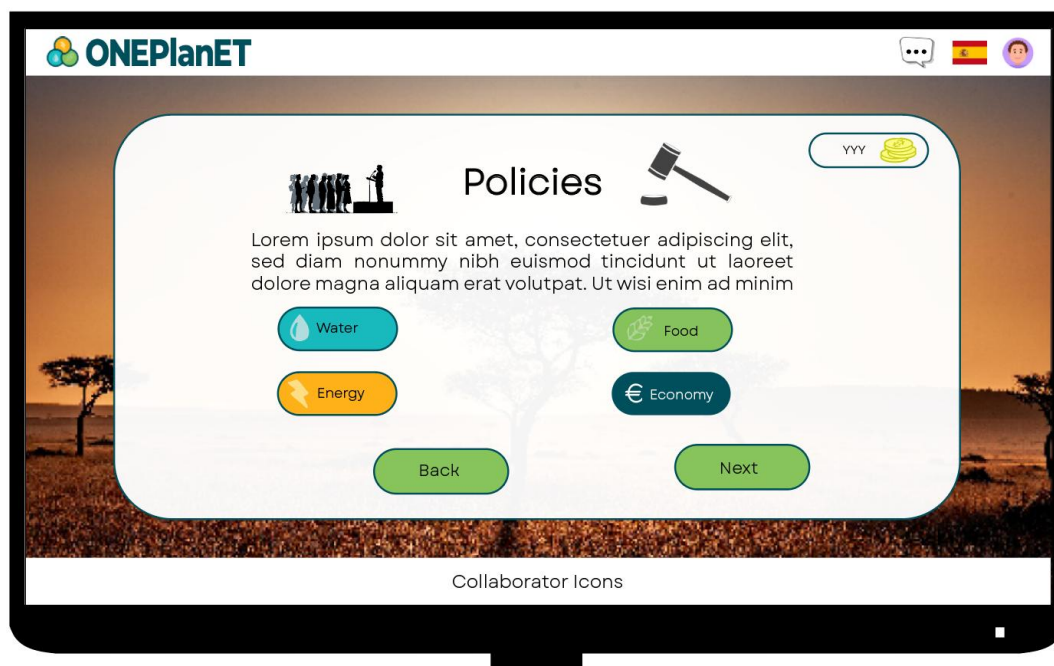 ONEPlanET
YYY
Policies
Lorem ipsum dolor sit amet, consectetuer adipiscing elit,
sed diam nonummy nibh euismod tincidunt ut laoreet
dolore magna aliquam erat volutpat. Ut wisi enim ad minim
Water
Food
Energy
€ Economy
Back
Next
Collaborator Icons